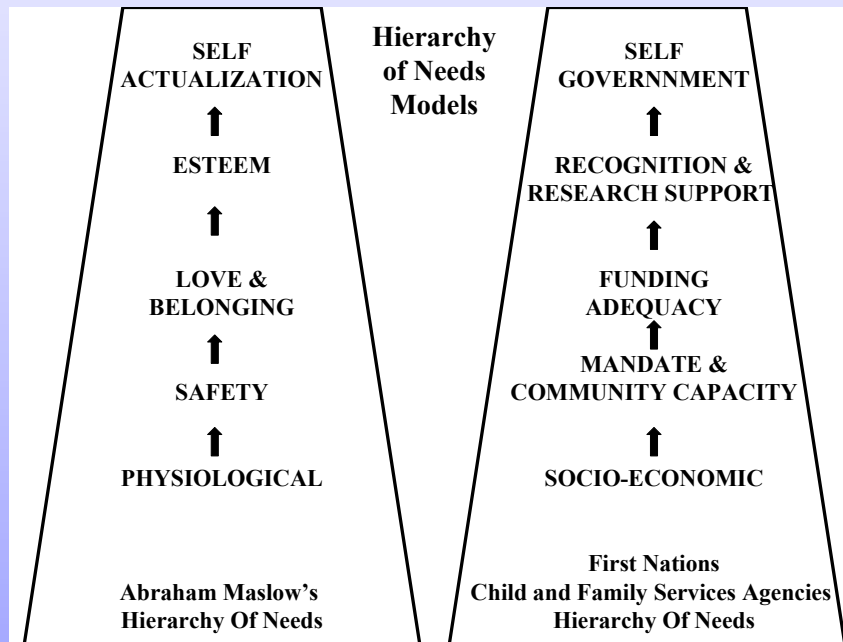 Hierarchy
of Needs
Models
SELF
ACTUALIZATION
ESTEEM
LOVE &
BELONGING
SAFETY
PHYSIOLOGICAL
Abraham Maslow's
Hierarchy Of Needs
SELF
GOVERNNMENT
RECOGNITION &
RESEARCH SUPPORT
FUNDING
ADEQUACY
MANDATE &
COMMUNITY CAPACITY
SOCIO-ECONOMIC
First Nations
Child and Family Services Agencies
Hierarchy Of Needs